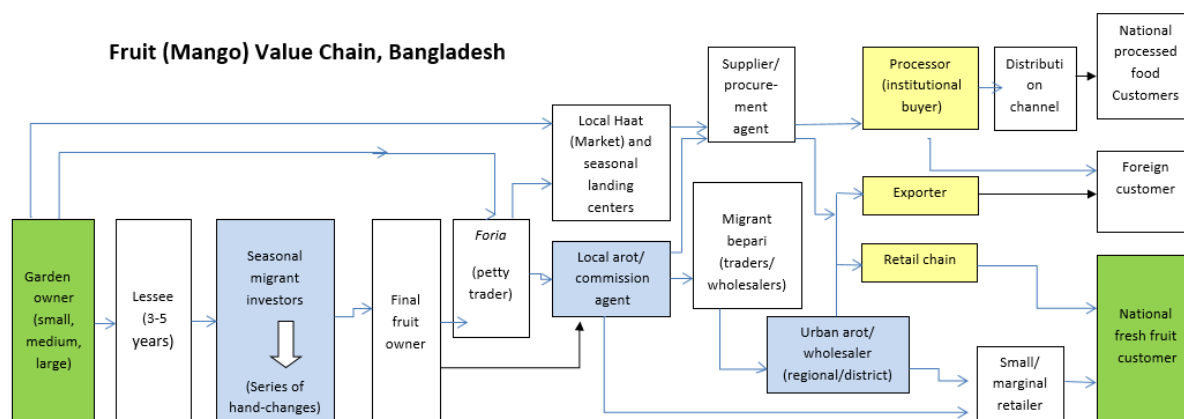 Fruit (Mango) Value Chain, Bangladesh
National
processed
food
Customers
Supplier/
procure-
ment
agent
Processor
(institutional
buyer)
Distributi
on
channel
Local Haat
(Market) and
seasonal
landing
centers
Foreign
customer
Exporter
Migrant
bepari
(traders/
wholesalers)
Retail chain
Garden
owner
(small,
medium,
large)
Lessee
(3-5
years)
Seasonal
migrant
investors
(Series of
hand-changes)
Final
fruit
owner
Foria
(petty
trader)
Local arot/
commission
agent
Urban arot/
wholesaler
(regional/district)
Small/
marginal
retailer
National
fresh fruit
customer